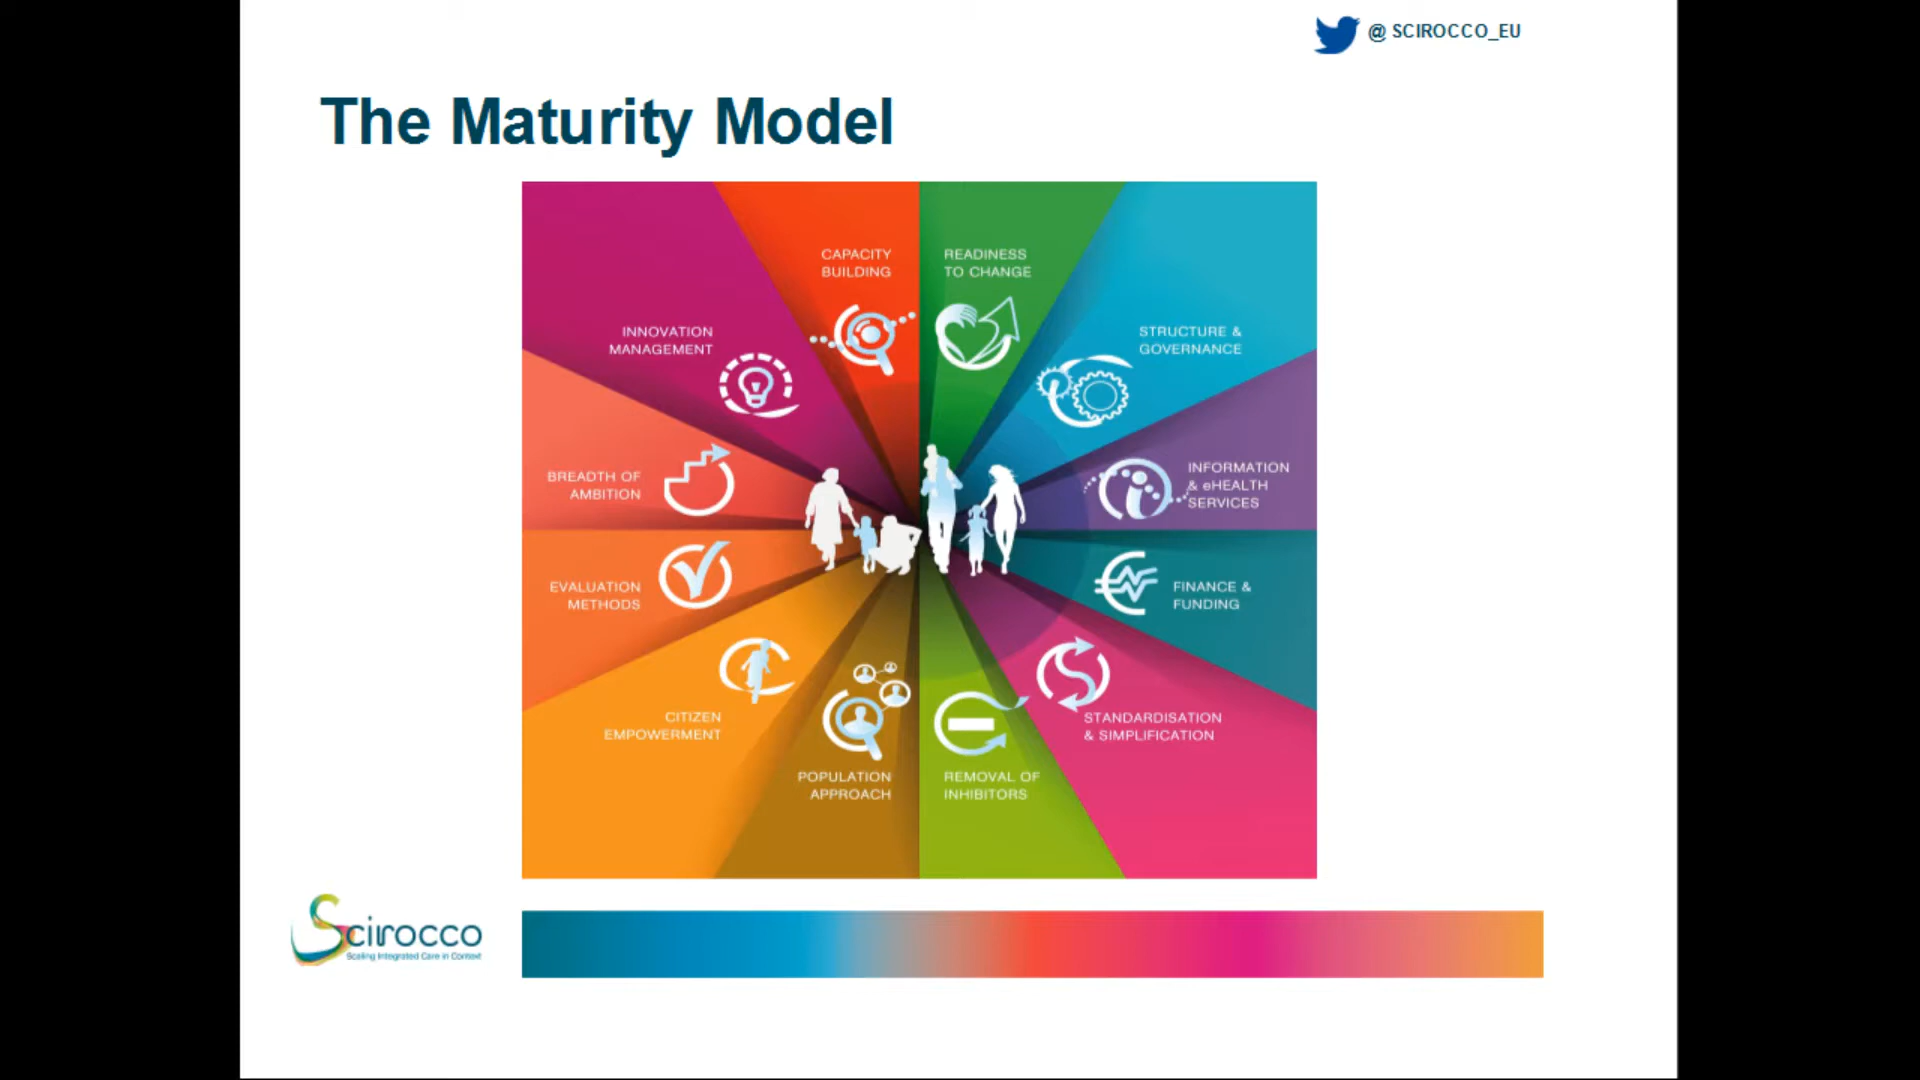 @ SCIROCCO_EU
The Maturity Model
CAPACITY
BUILDING
READINESS
TO CHANGE
INNOVATION
MANAGEMENT
STRUCTURE &
GOVERNANCE
BREADTH OF
AMBITION
INFORMATION
& eHEALTH
SERVICES
EVALUATION
METHODS
FINANCE &
FUNDING
CITIZEN
EMPOWERMENT
STANDARDISATION
& SIMPLIFICATION
POPULATION
APPROACH
REMOVAL OF
INHIBITORS
Scirocco
Scaling Integrated Care in Context